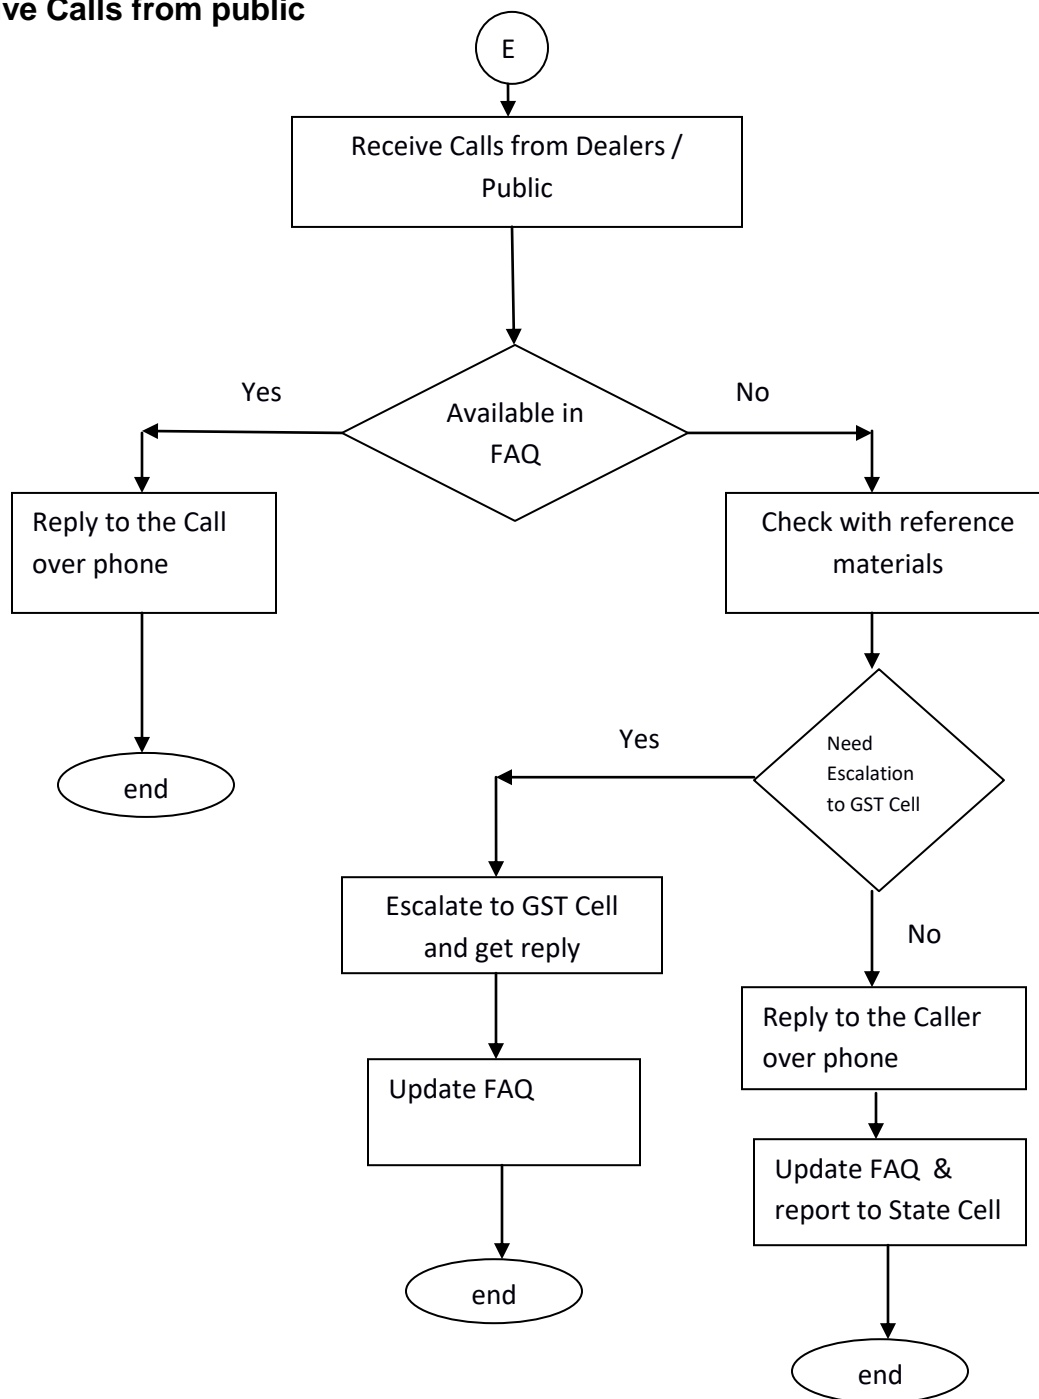 ve Calls from public
E
Receive Calls from Dealers /
Public
Yes
No
Available in
FAQ
Reply to the Call
over phone
Check with reference
materials
Yes
Need
Escalation
to GST Cell
end
Escalate to GST Cell
and get reply
No
Reply to the Caller
over phone
Update FAQ
Update FAQ &
report to State Cell
end
end